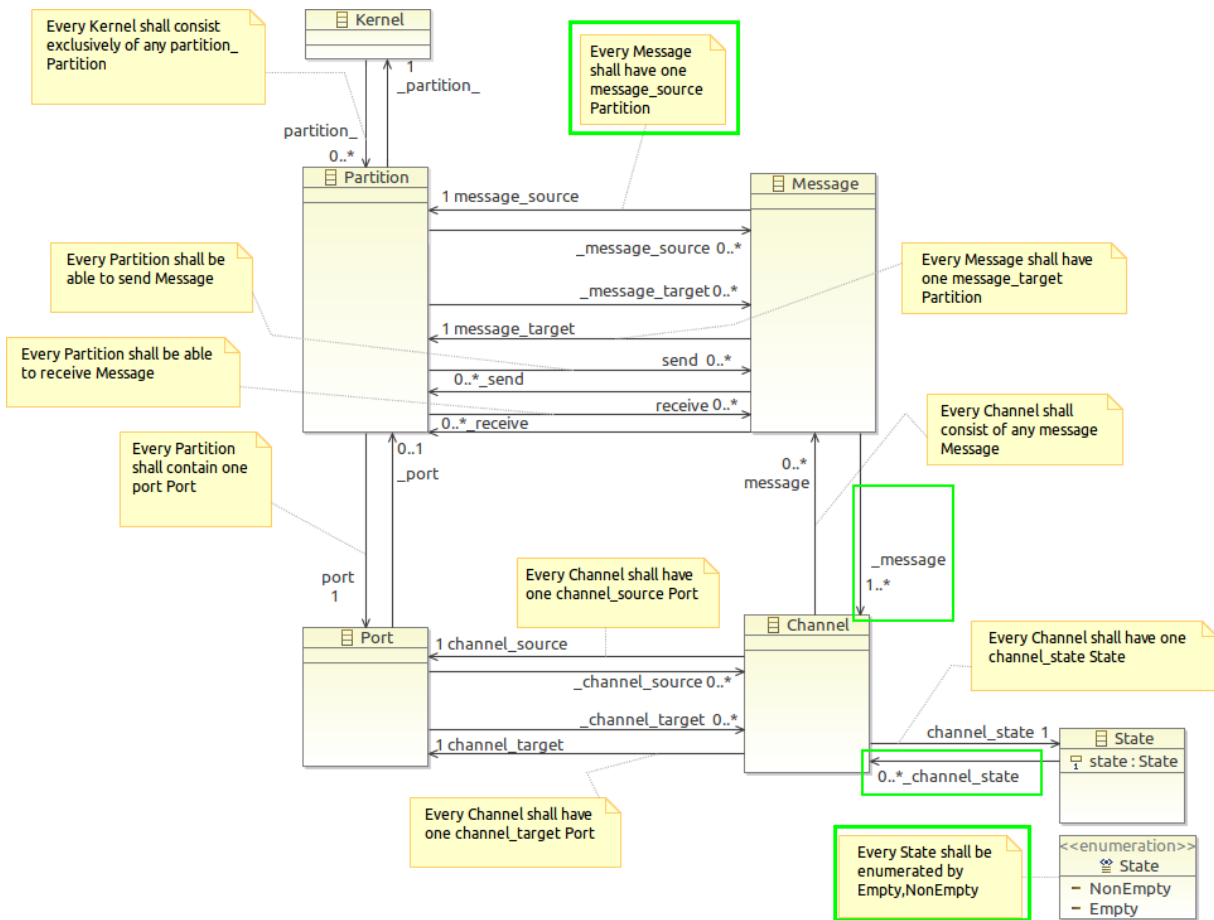 Every Kernel shall consist
exclusively of any partition_
Partition
Kernel
1
_partition_
partition_
0..*
Every Message
shall have one
message_source
Partition
Partition
Message
1 message_source
_message_source 0..*
Every Partition shall be
able to send Message
Every Message shall have
one message_target
Partition
_message_target 0..*
1 message_target
Every Partition shall be able
to receive Message
send 0..*
0..*_send
receive 0..*
0..*_receive
Every Partition
shall contain one
port Port
0..1
_port
0..*
message
Every Channel shall
consist of any message
Message
_message
1..*
port
1
Every Channel shall have
one channel_source Port
Port
Channel
1 channel_source
_channel_source 0..*
Every Channel shall have one
channel_state State
_channel_target 0..*
1 channel_target
channel_state 1
State
state : State
0..*_channel_state
Every Channel shall have
one channel_target Port
Every State shall be
enumerated by
Empty,NonEmpty
<<enumeration>>
State
NonEmpty
Empty